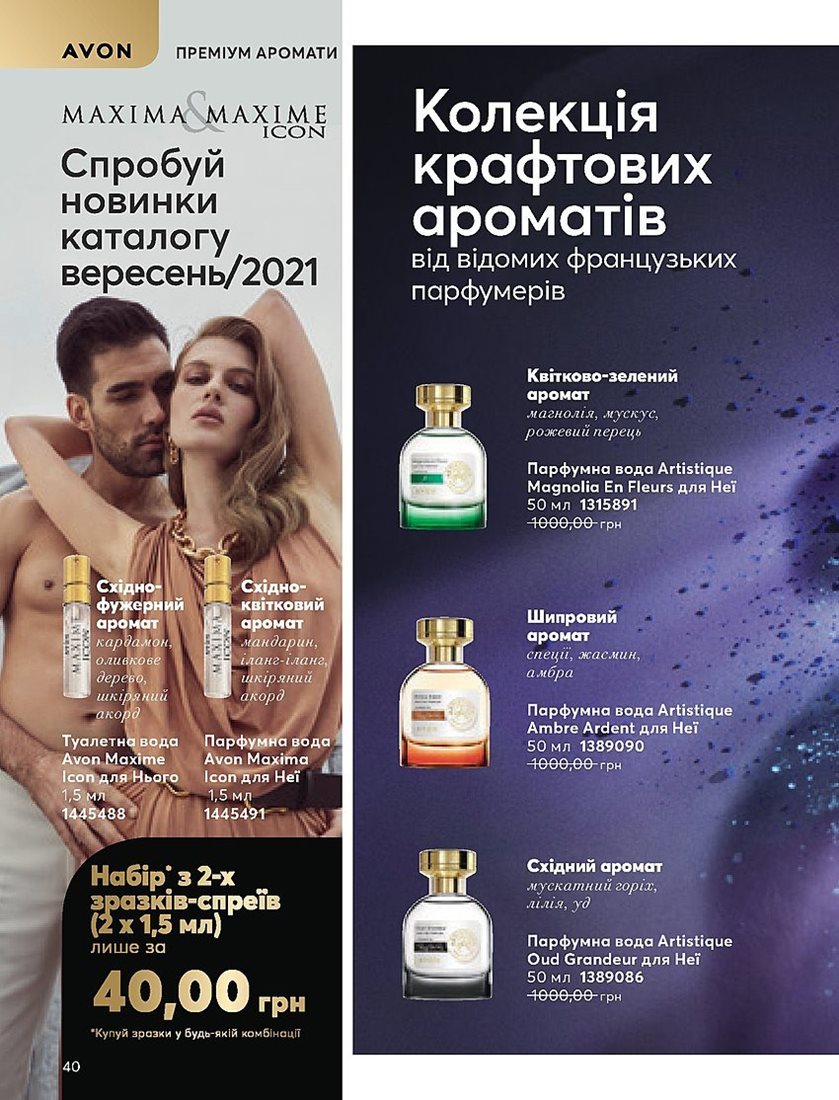 AVON
ПРЕМІУМ АРОМАТИ
MAXIMA & MAXIME
ICON
Спробуй
новинки
каталогу
вересень/2021
Східно-
фужерний
аромат
кардамон,
оливкове
дерево,
шкіряний
акорд
Туалетна вода
Avon Maxime
Icon для Нього
1,5 мл
1445488
Східно-
квітковий
аромат
мандарин,
іланг-іланг,
шкіряний
акорд
Парфумна вода
Avon Maxima
Icon для Неї
1,5 мл
1445491
Набір* з 2-х
зразків-спреїв
(2 х 1,5 мл)
лише за
40,00 грн
*Купуй зразки у будь-якій комбінації
40
Колекція
крафтових
ароматів
від відомих французьких
парфумерів
Квітково-зелений
аромат
магнолія, мускус,
рожевий перець
Парфумна вода Artistique
Magnolia En Fleurs для Неї
50 мл 1315891
1000,00 грн
Шипровий
аромат
спеції, жасмин,
амбра
Парфумна вода Artistique
Ambre Ardent для Неї
50 мл 1389090
1000,00 грн
Східний аромат
мускатний горіх,
лілія, уд
Парфумна вода Artistique
Oud Grandeur для Неї
50 мл 1389086
1000,00 грн